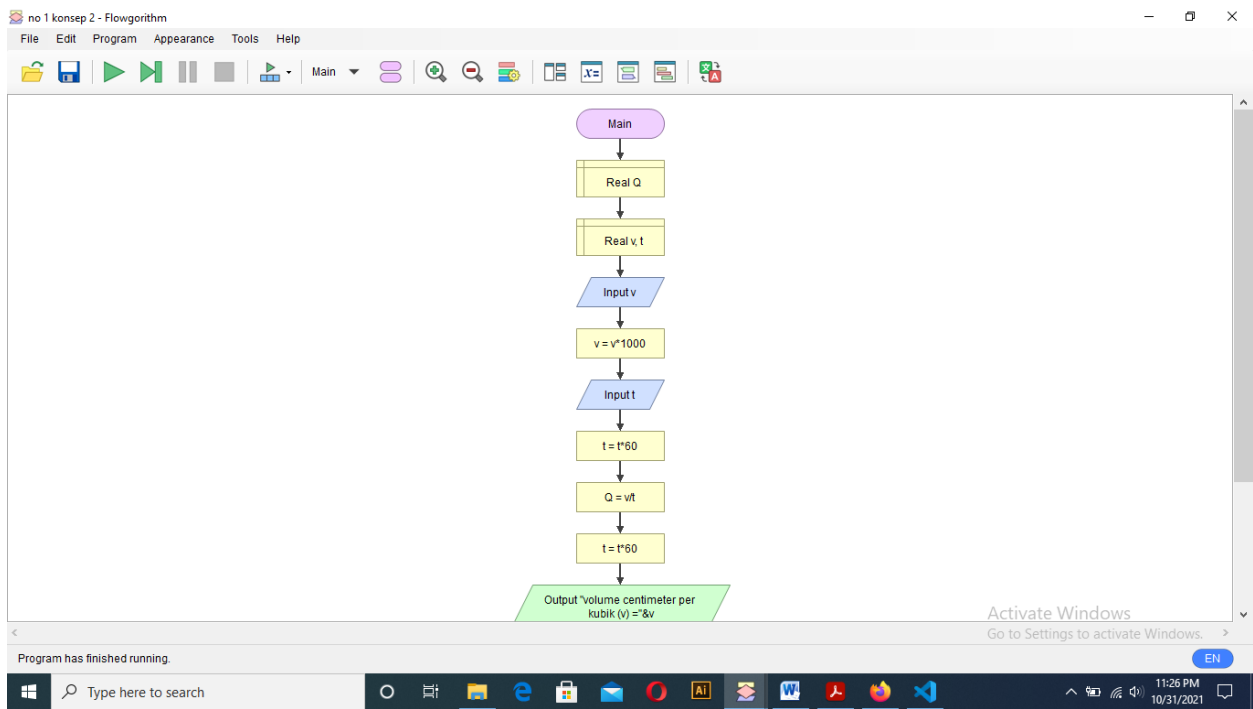 no 1 konsep 2 - Flowgorithm
File Edit Program Appearance Tools Help
Main
Main
Real Q
Real v, t
Input v
v = v*1000
Input t
t = t*60
Q = v/t
t = t*60
Output "volume centimeter per
kubik (v) ="&v
Activate Windows
Go to Settings to activate Windows.
Program has finished running.
EN
Type here to search
11:26 PM
10/31/2021